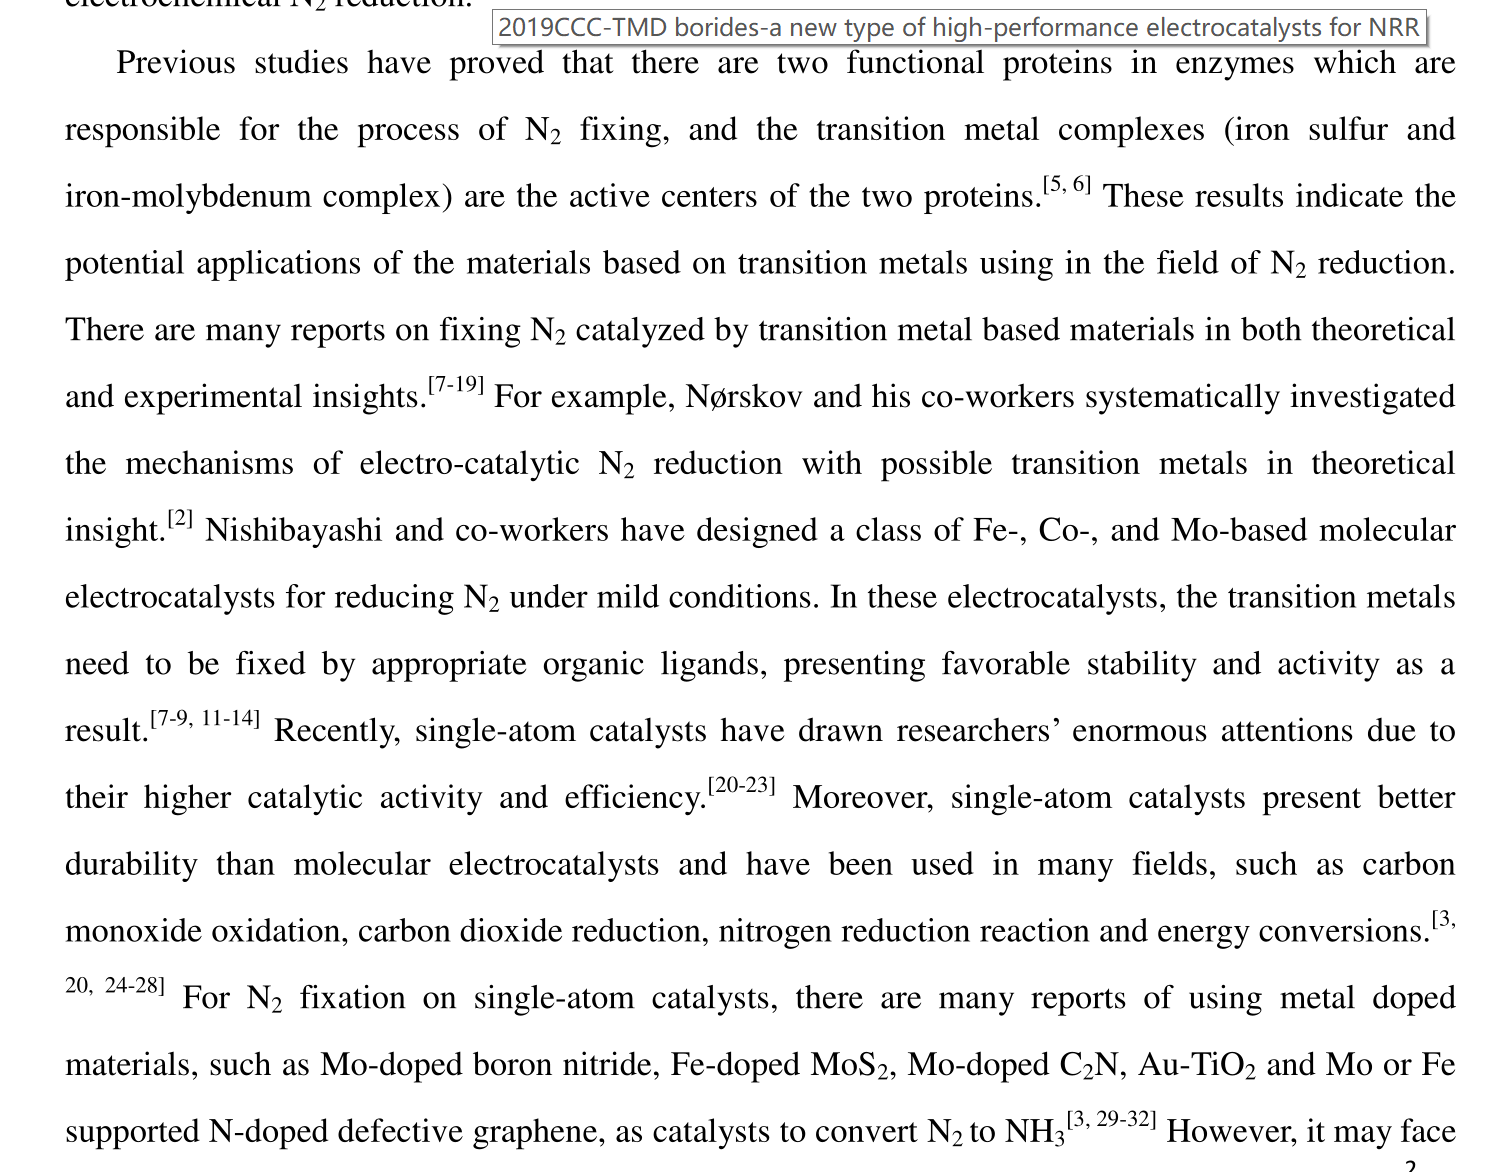 electrochemical N2 reduction.
2019CCC-TMD borides-a new type of high-performance electrocatalysts for NRR
Previous studies have proved that there are two functional proteins in enzymes which are
responsible for the process of N2 fixing, and the transition metal complexes (iron sulfur and
iron-molybdenum complex) are the active centers of the two proteins.[5, 6] These results indicate the
potential applications of the materials based on transition metals using in the field of N2 reduction.
There are many reports on fixing N2 catalyzed by transition metal based materials in both theoretical
and experimental insights.[7-19] For example, Nørskov and his co-workers systematically investigated
the mechanisms of electro-catalytic N2 reduction with possible transition metals in theoretical
insight.[2] Nishibayashi and co-workers have designed a class of Fe-, Co-, and Mo-based molecular
electrocatalysts for reducing N2 under mild conditions. In these electrocatalysts, the transition metals
need to be fixed by appropriate organic ligands, presenting favorable stability and activity as a
result.[7-9, 11-14] Recently, single-atom catalysts have drawn researchers’ enormous attentions due to
their higher catalytic activity and efficiency.[20-23] Moreover, single-atom catalysts present better
durability than molecular electrocatalysts and have been used in many fields, such as carbon
monoxide oxidation, carbon dioxide reduction, nitrogen reduction reaction and energy conversions.[3,
20, 24-28] For N2 fixation on single-atom catalysts, there are many reports of using metal doped
materials, such as Mo-doped boron nitride, Fe-doped MoS2, Mo-doped C2N, Au-TiO2 and Mo or Fe
supported N-doped defective graphene, as catalysts to convert N2 to NH3[3, 29-32] However, it may face
2